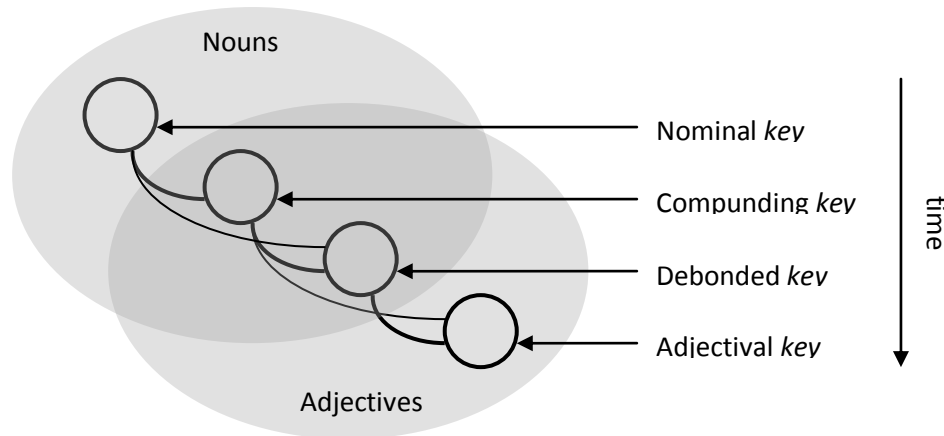 Nouns
Nominal key
Compunding key
Debonded key
Adjectival key
Adjectives
time